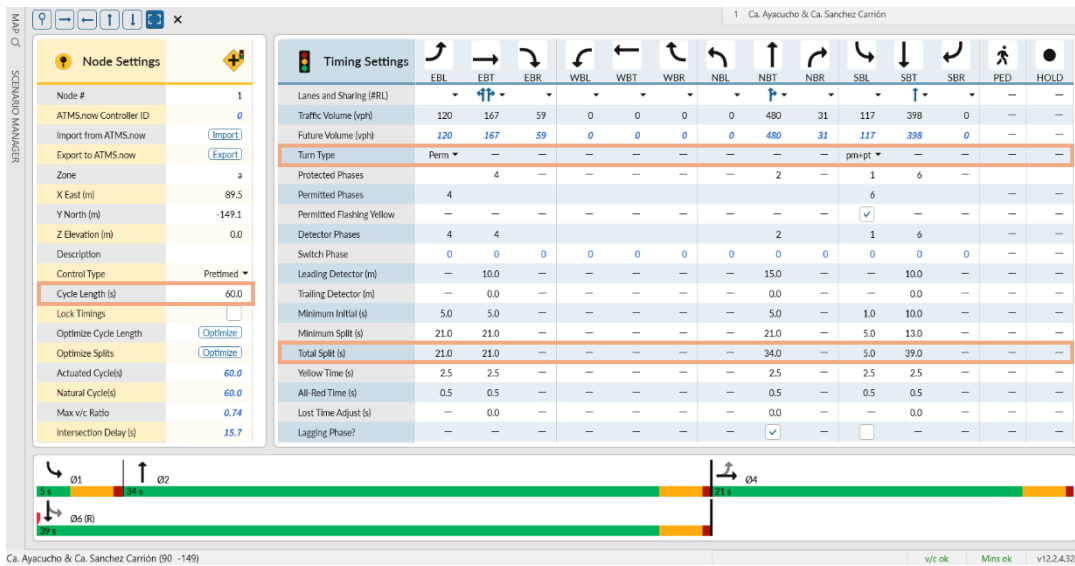 MAP
SCENARIO MANAGER
1 Ca. Ayacucho & Ca. Sanchez Carrión
Node Settings
Node # 1
ATMS.now Controller ID 0
Import from ATMS.now Import
Export to ATMS.now Export
Zone a
X East (m) 89.5
Y North (m) -149.1
Z Elevation (m) 0.0
Description
Control Type Pretimed
Cycle Length (s) 60.0
Lock Timings
Optimize Cycle Length Optimize
Optimize Splits Optimize
Actuated Cycle(s) 60.0
Natural Cycle(s) 60.0
Max v/c Ratio 0.74
Intersection Delay (s) 15.7
Timing Settings EBL EBT EBR WBL WBT WBR NBL NBT NBR SBL SBT SBR PED HOLD
Lanes and Sharing (#RL) — —
Traffic Volume (vph) 120 167 59 0 0 0 0 480 31 117 398 0 — —
Future Volume (vph) 120 167 59 0 0 0 0 480 31 117 398 0 — —
Turn Type Perm — — — — — — — — pm+pt — — — —
Protected Phases 4 — — — — — 2 — 1 6 — — —
Permitted Phases 4 6 — —
Permitted Flashing Yellow — — — — — — — — — — — — —
Detector Phases 4 4 2 1 6 — —
Switch Phase 0 0 0 0 0 0 0 0 0 0 0 0 — —
Leading Detector (m) — 10.0 — — — — — 15.0 — — 10.0 — — —
Trailing Detector (m) — 0.0 — — — — — 0.0 — — 0.0 — — —
Minimum Initial (s) 5.0 5.0 — — — — — 5.0 — 1.0 10.0 — — —
Minimum Split (s) 21.0 21.0 — — — — — 21.0 — 5.0 13.0 — — —
Total Split (s) 21.0 21.0 — — — — — 34.0 — 5.0 39.0 — — —
Yellow Time (s) 2.5 2.5 — — — — — 2.5 — 2.5 2.5 — — —
All-Red Time (s) 0.5 0.5 — — — — — 0.5 — 0.5 0.5 — — —
Lost Time Adjust (s) — 0.0 — — — — — 0.0 — — 0.0 — — —
Lagging Phase? — — — — — — — — — — — —
Ø1 Ø2 Ø4
5 s 34 s 21 s
Ø6 (R)
39 s
Ca. Ayacucho & Ca. Sanchez Carrión (90 -149) v/c ok Mins ok v12.2.4.32